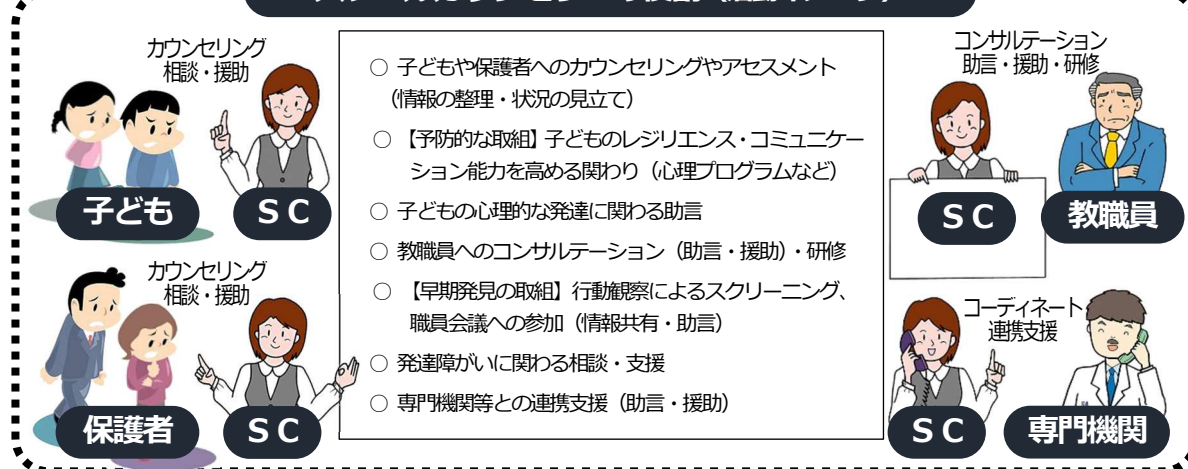 カウンセリング
相談・援助
子ども
ＳＣ
カウンセリング
相談・援助
保護者
ＳＣ
○ 子どもや保護者へのカウンセリングやアセスメント
（情報の整理・状況の見立て）
○ 【予防的な取組】子どものレジリエンス・コミュニケー
ション能力を高める関わり（心理プログラムなど）
○ 子どもの心理的な発達に関わる助言
○ 教職員へのコンサルテーション（助言・援助）・研修
○ 【早期発見の取組】行動観察によるスクリーニング、
職員会議への参加（情報共有・助言）
○ 発達障がいに関わる相談・支援
○ 専門機関等との連携支援（助言・援助）
コンサルテーション
助言・援助・研修
ＳＣ
教職員
コーディネート
連携支援
ＳＣ
専門機関